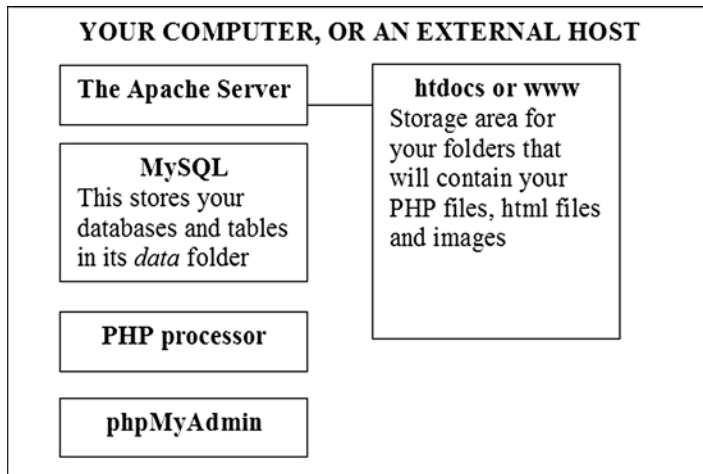 YOUR COMPUTER, OR AN EXTERNAL HOST
The Apache Server
MySQL
This stores your
databases and tables
in its data folder
PHP processor
phpMyAdmin
htdocs or www
Storage area for
your folders that
will contain your
PHP files, html files
and images